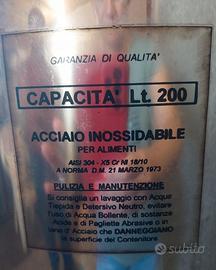 GARANZIA DI QUALITA'
CAPACITA' Lt. 200
ACCIAIO INOSSIDABILE
PER ALIMENTI
AISI 304 - X5 Cr Ni 18/10
A NORMA D.M. 21 MARZO 1973
PULIZIA E MANUTENZIONE
Si consiglia un lavaggio con Acqua
Tiepida e Detersivo Neutro, evitare
l'uso di Acqua Bollente, di sostanze
Acide e di Pagliette Abrasive o in
lana d' Acciaio che DANNEGGIANO
la superficie del Contenitore.
subito